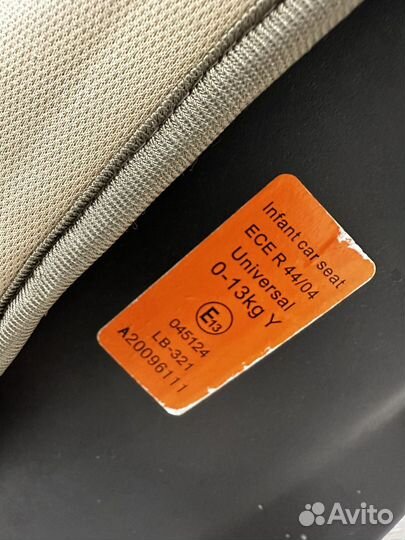 Infant car seat
ECE R 44/04
Universal
0-13kg Y
E13
045124
LB-321
A20096111
Avito